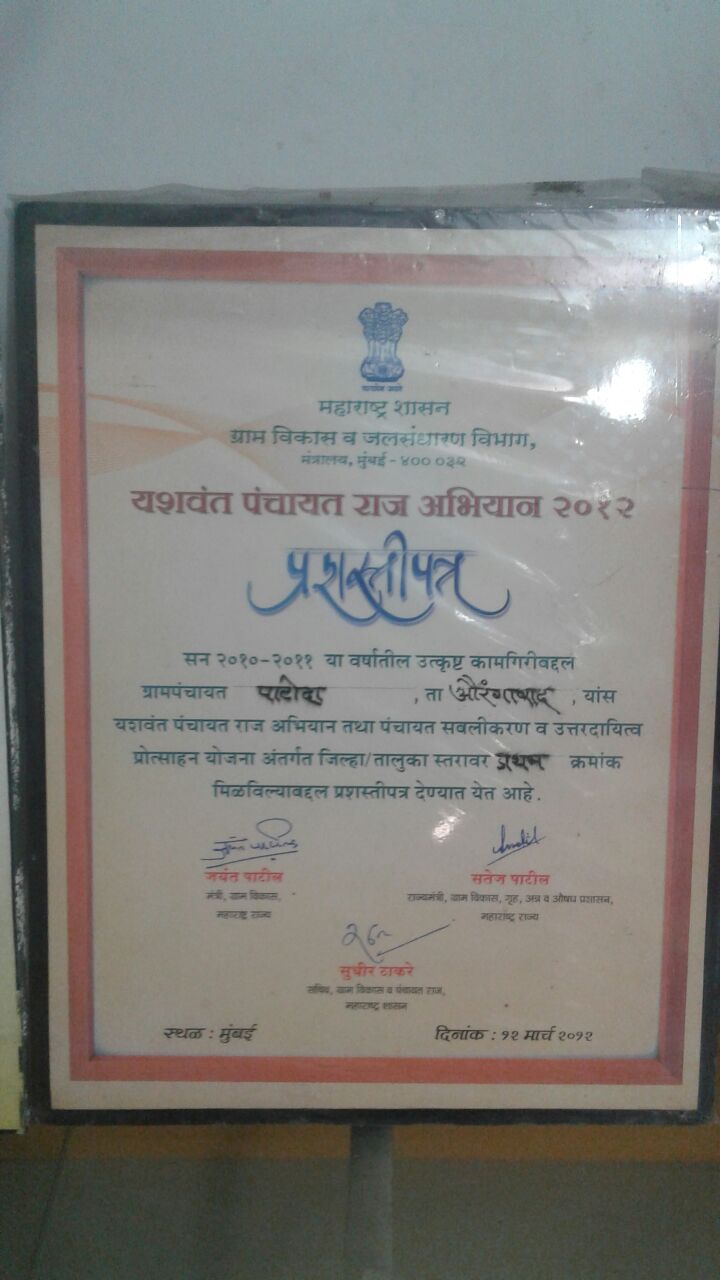 महाराष्ट्र शासन
ग्राम विकास व जलसंधारण विभाग,
मंत्रालय, मुंबई - ४०० ०३२
यशवंत पंचायत राज अभियान २०१२
प्रशस्तीपत्र
सन २०१०-२०११ या वर्षातील उत्कृष्ट कामगिरीबद्दल
ग्रामपंचायत पाटोदा , ता औरंगाबाद , यांस
यशवंत पंचायत राज अभियान तथा पंचायत सबलीकरण व उत्तरदायित्व
प्रोत्साहन योजना अंतर्गत जिल्हा/तालुका स्तरावर प्रथम क्रमांक
मिळविल्याबद्दल प्रशस्तीपत्र देण्यात येत आहे.
जयंत पाटील
मंत्री, ग्राम विकास,
महाराष्ट्र राज्य
सतेज पाटील
राज्यमंत्री, ग्राम विकास, गृह, अन्न व औषध प्रशासन,
महाराष्ट्र राज्य
सुधीर ठाकरे
सचिव, ग्राम विकास व पंचायत राज,
महाराष्ट्र शासन
स्थळ : मुंबई
दिनांक : १२ मार्च २०१२